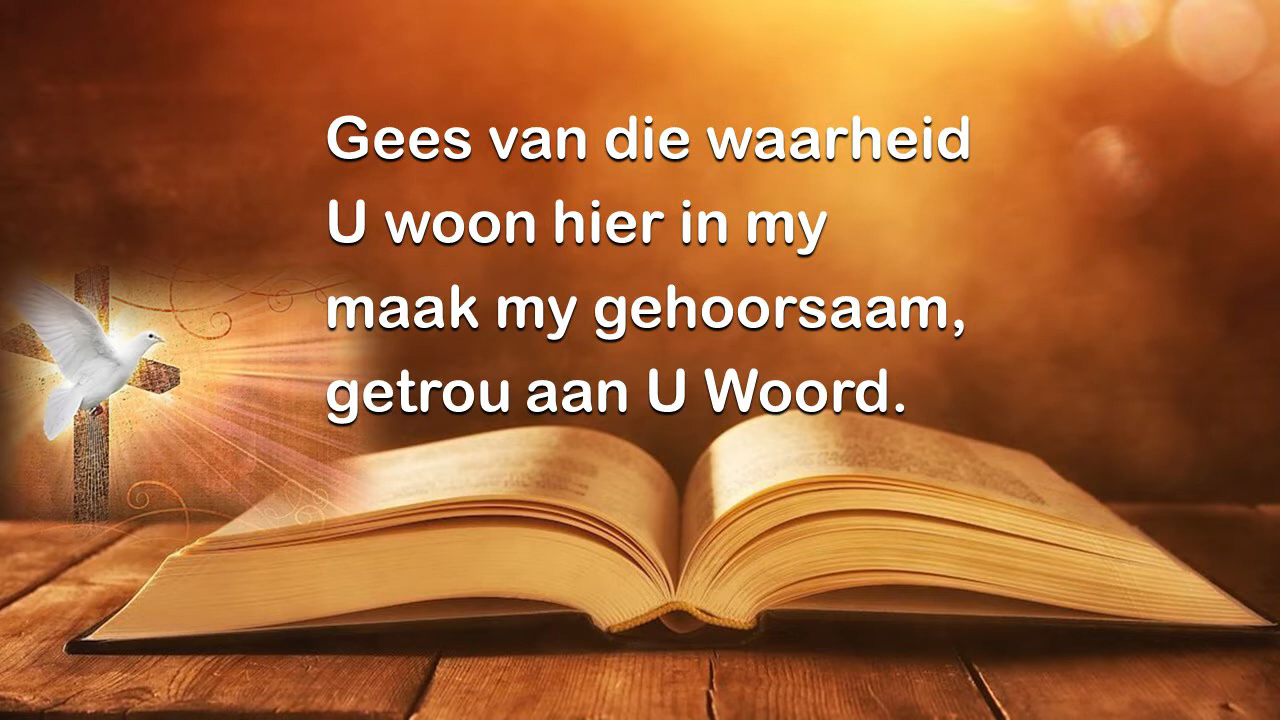 Gees van die waarheid
U woon hier in my
maak my gehoorsaam,
getrou aan U Woord.